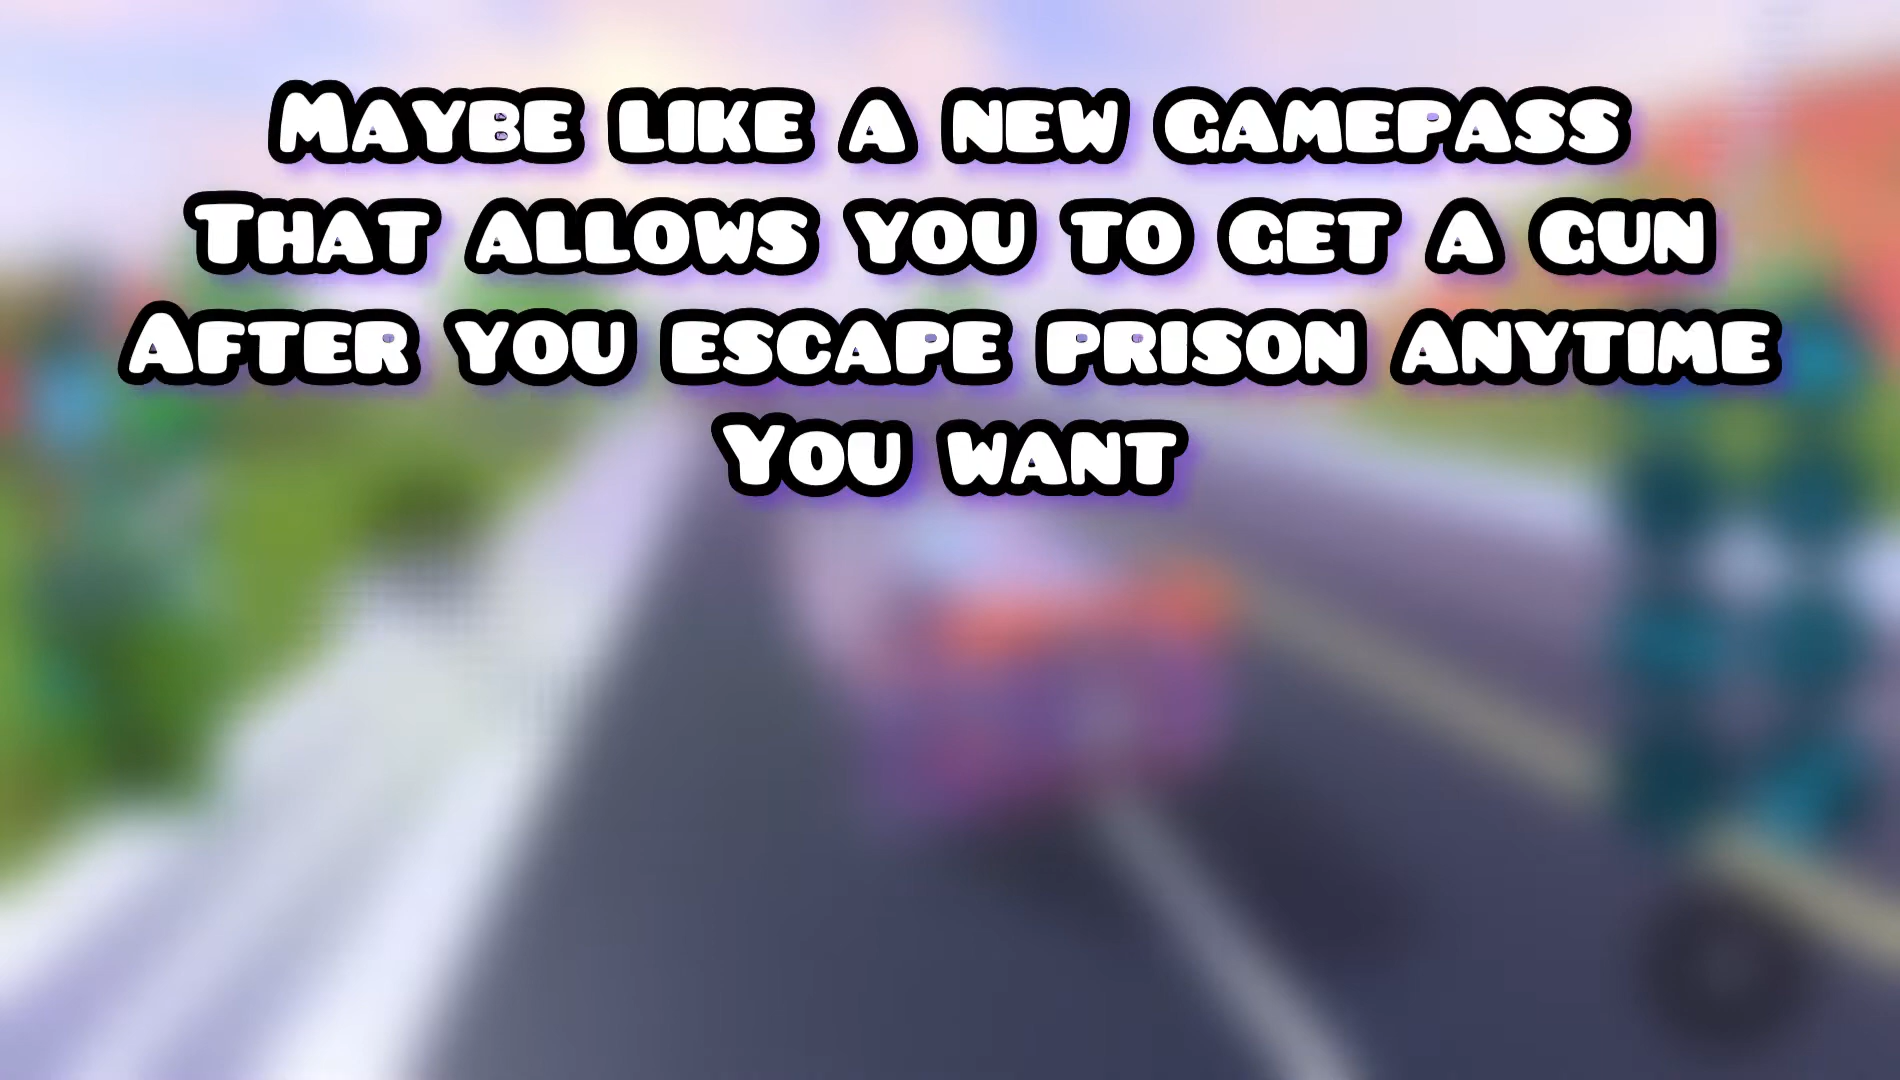 Maybe like a new gamepass
That allows you to get a gun
After you escape prison anytime
You want